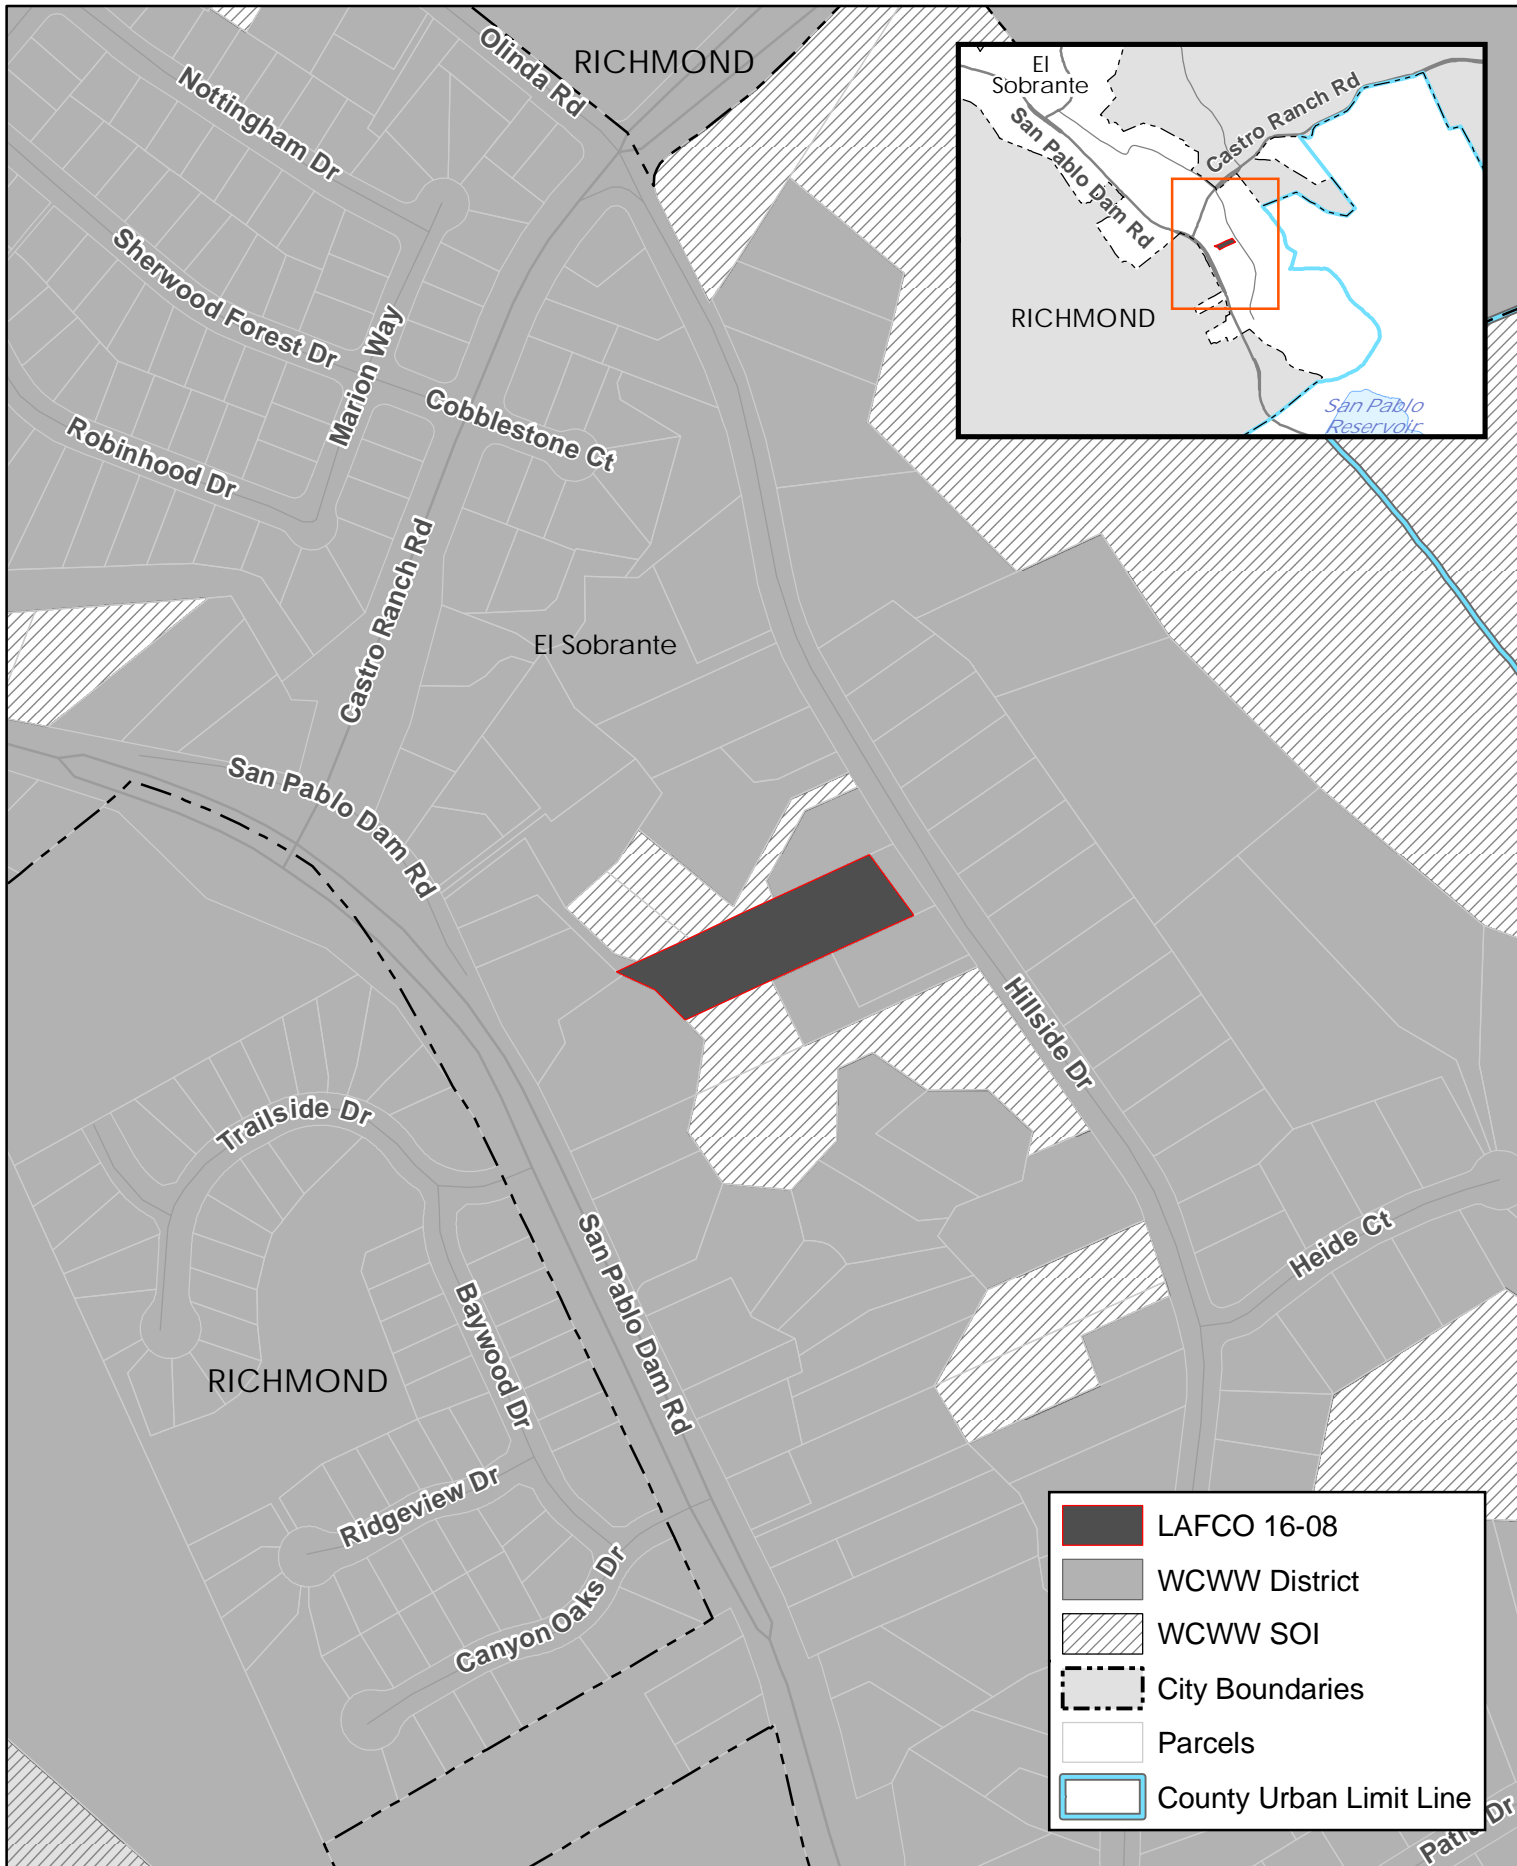 Olinda Rd
RICHMOND
Nottingham Dr
Sherwood Forest Dr
Marion Way
Cobblestone Ct
Robinhood Dr
Castro Ranch Rd
El Sobrante
San Pablo Dam Rd
Hillside Dr
Trailside Dr
San Pablo Dam Rd
Heide Ct
Baywood Dr
RICHMOND
Ridgeview Dr
Canyon Oaks Dr
El
Sobrante
Castro Ranch Rd
San Pablo Dam Rd
RICHMOND
San Pablo
Reservoir
LAFCO 16-08
WCWW District
WCWW SOI
City Boundaries
Parcels
County Urban Limit Line
Dr